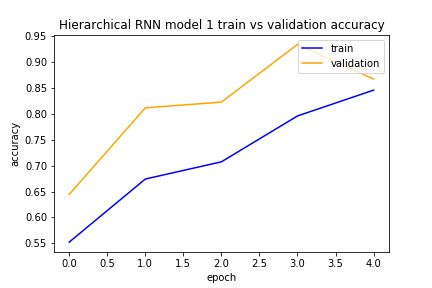 Hierarchical RNN model 1 train vs validation accuracy
0.95
0.90
0.85
0.80
0.75
0.70
0.65
0.60
0.55
accuracy
train
validation
0.0 0.5 1.0 1.5 2.0 2.5 3.0 3.5 4.0
epoch